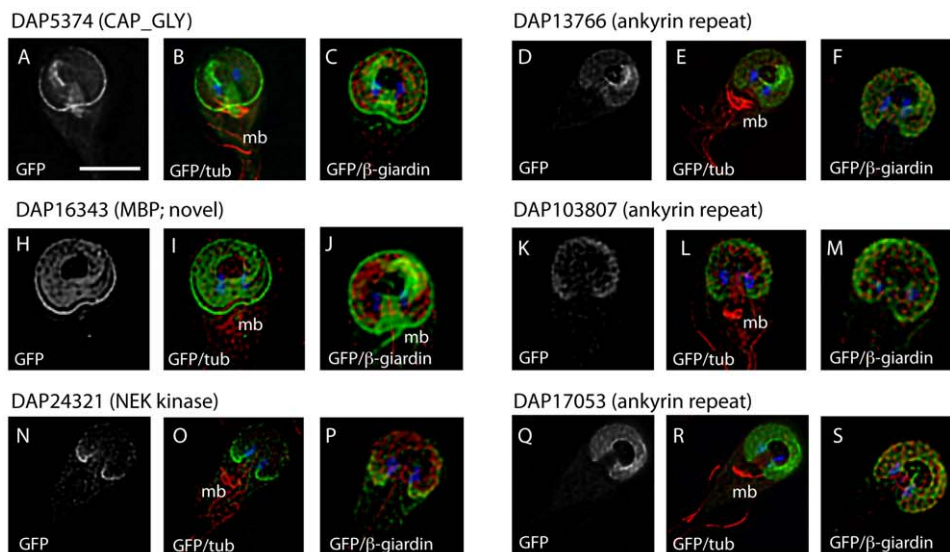 DAP5374 (CAP_GLY)
A
GFP
B
mb
GFP/tub
C
GFP/β-giardin
DAP13766 (ankyrin repeat)
D
GFP
E
mb
GFP/tub
F
GFP/β-giardin
DAP16343 (MBP; novel)
H
GFP
I
mb
GFP/tub
J
mb
GFP/β-giardin
DAP103807 (ankyrin repeat)
K
GFP
L
mb
GFP/tub
M
GFP/β-giardin
DAP24321 (NEK kinase)
N
GFP
O
mb
GFP/tub
P
GFP/β-giardin
DAP17053 (ankyrin repeat)
Q
GFP
R
mb
GFP/tub
S
GFP/β-giardin